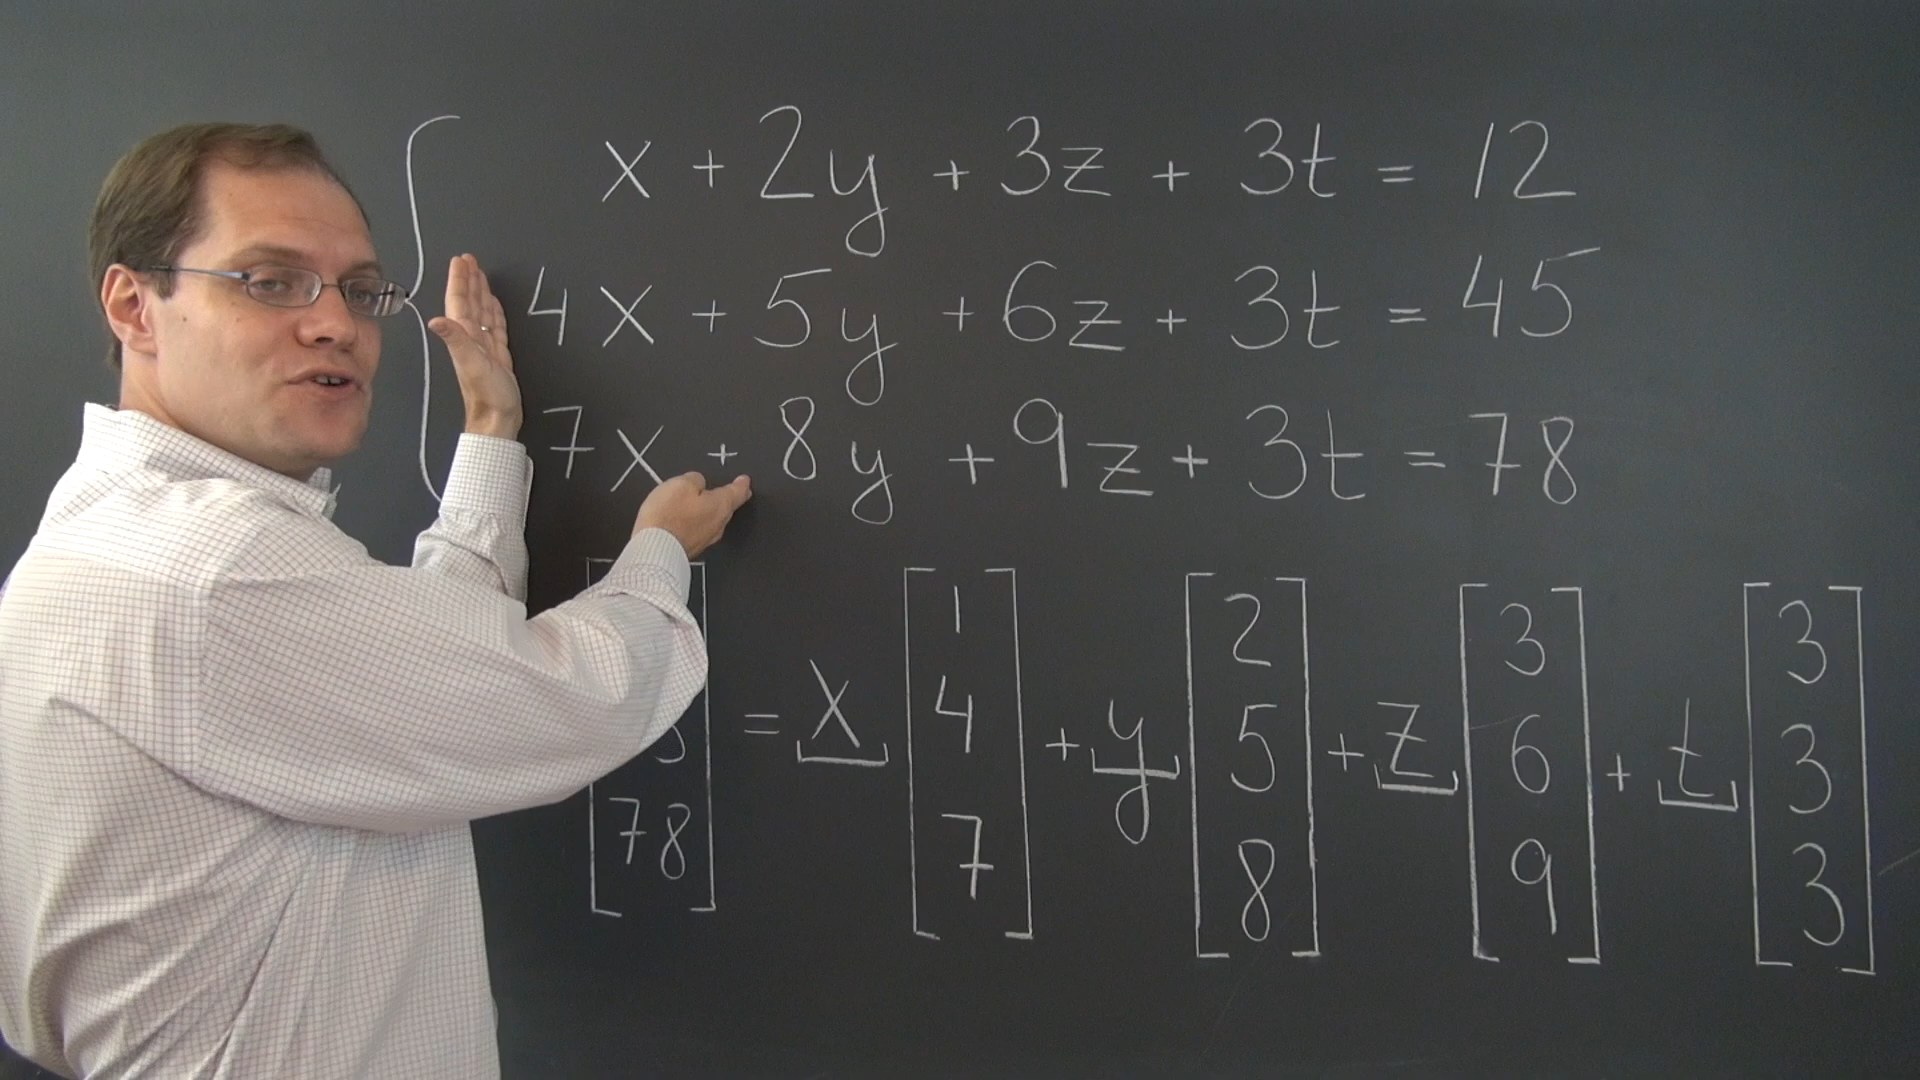 x + 2y + 3z + 3t = 12
4x + 5y + 6z + 3t = 45
7x + 8y + 9z + 3t = 78
1 2 3 3
= x 4 + y 5 + z 6 + t 3
78 7 8 9 3